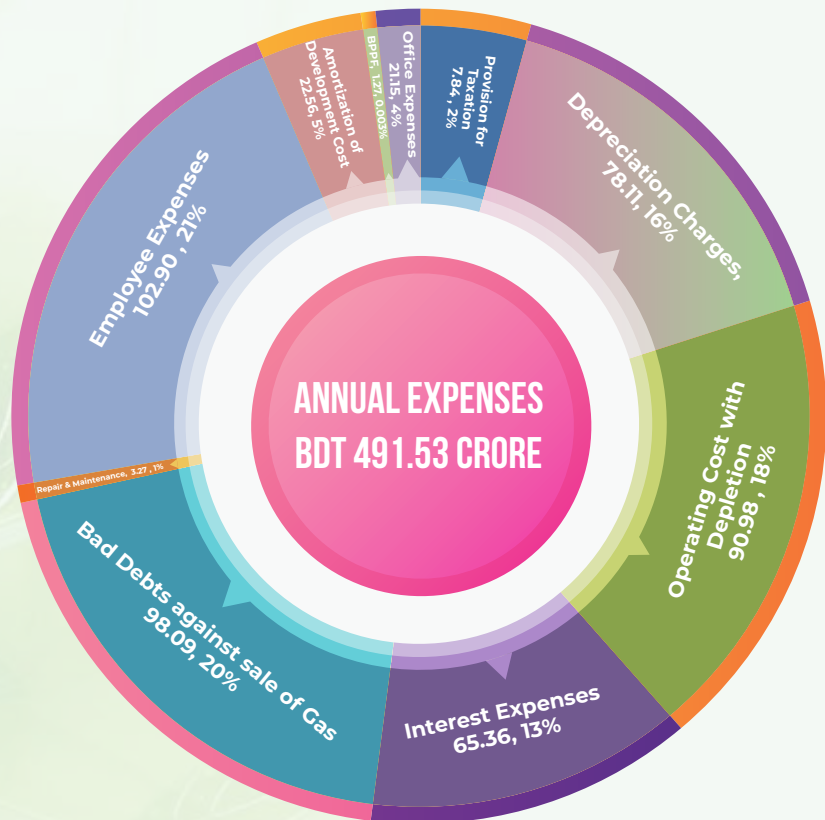 ANNUAL EXPENSES
BDT 491.53 CRORE
Provision for
Taxation
7.84 , 2%
Depreciation Charges,
78.11, 16%
Operating Cost with
Depletion
90.98 , 18%
Interest Expenses
65.36, 13%
Bad Debts against sale of Gas
98.09, 20%
Repair & Maintenance, 3.27 , 1%
Employee Expenses
102.90 , 21%
Amortization of
Development Cost
22.56, 5%
BPPF, 1.27, 0.003%
Office Expenses
21.15, 4%